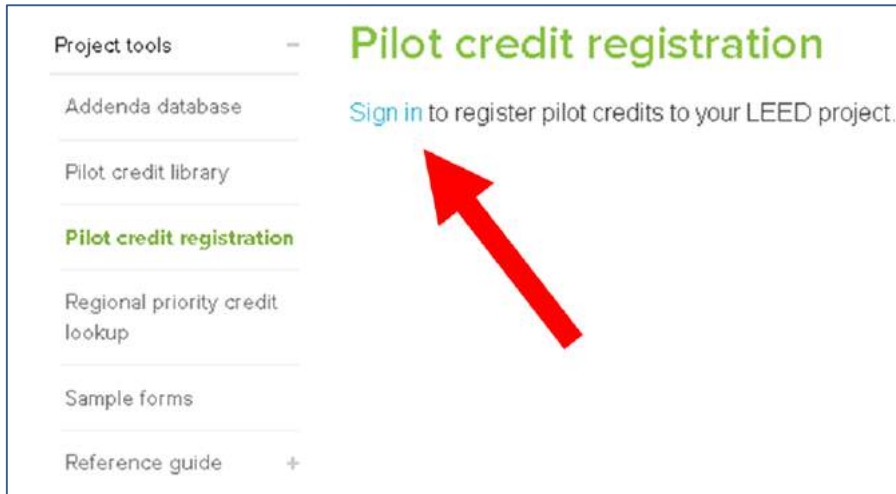 Project tools
Addenda database
Pilot credit library
Pilot credit registration
Regional priority credit
lookup
Sample forms
Reference guide
Pilot credit registration
Sign in to register pilot credits to your LEED project.